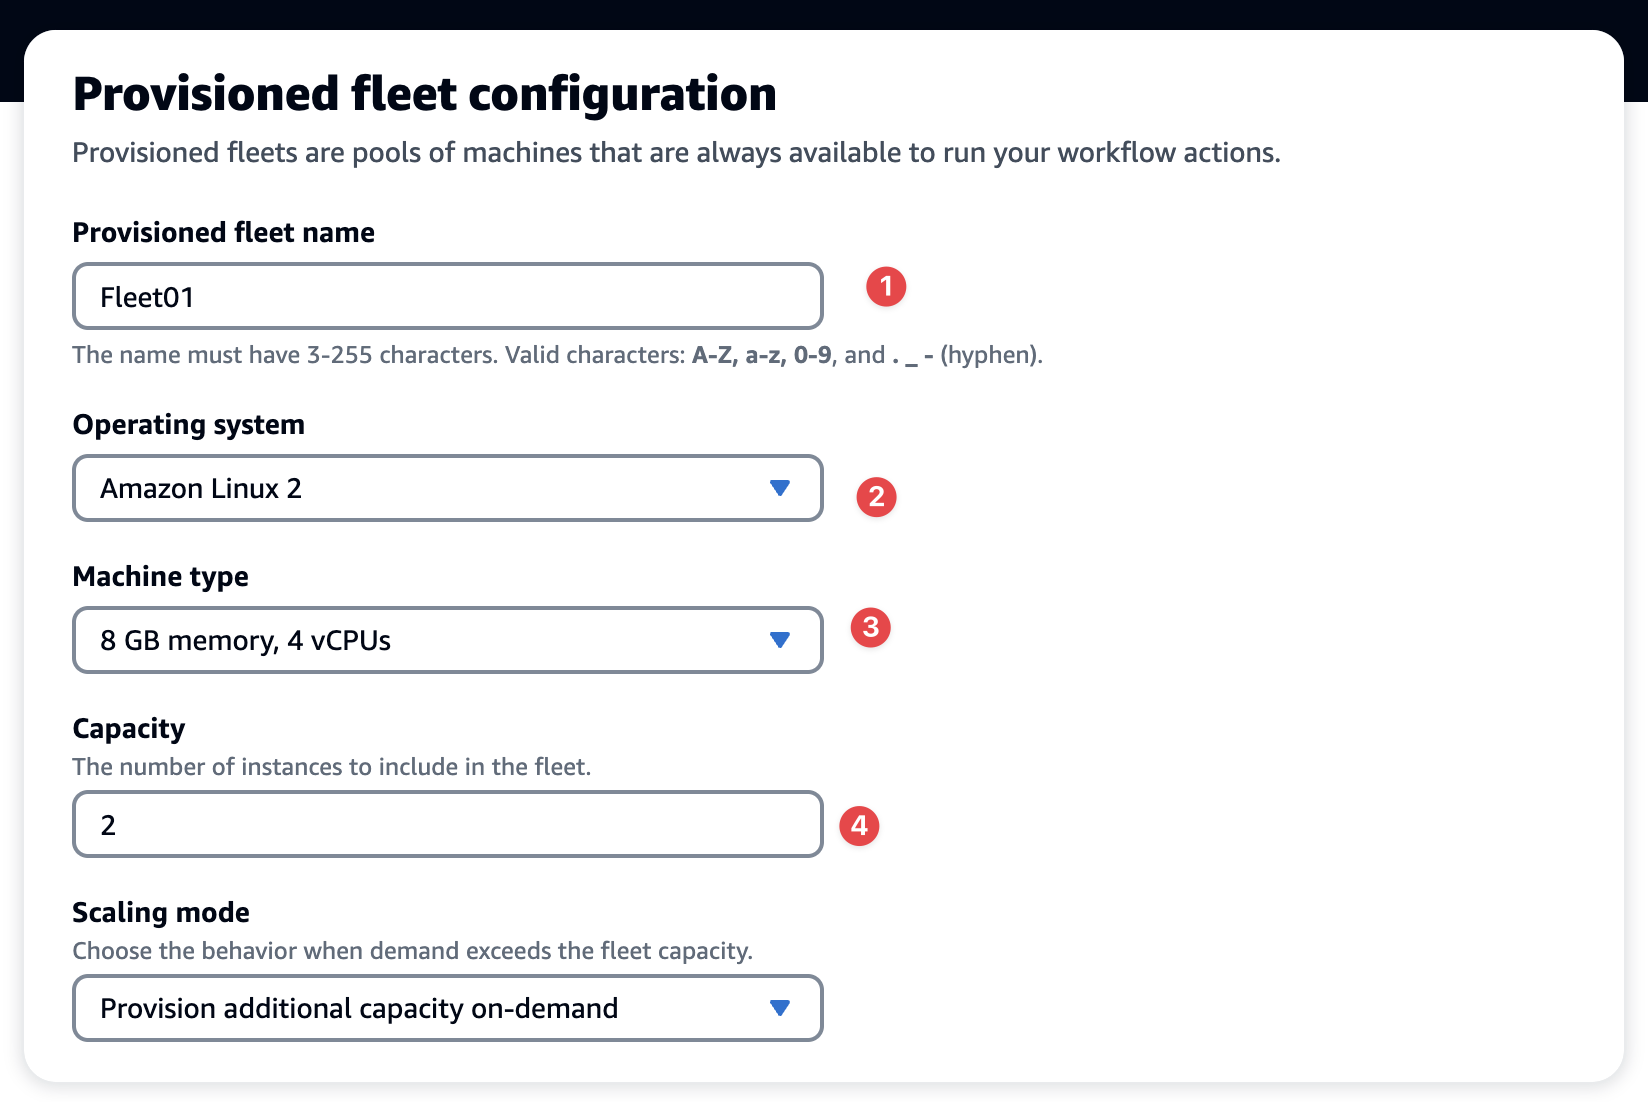 Provisioned fleet configuration
Provisioned fleets are pools of machines that are always available to run your workflow actions.
Provisioned fleet name
Fleet01
1
The name must have 3-255 characters. Valid characters: A-Z, a-z, 0-9, and . _ - (hyphen).
Operating system
Amazon Linux 2
2
Machine type
8 GB memory, 4 vCPUs
3
Capacity
The number of instances to include in the fleet.
2
4
Scaling mode
Choose the behavior when demand exceeds the fleet capacity.
Provision additional capacity on-demand